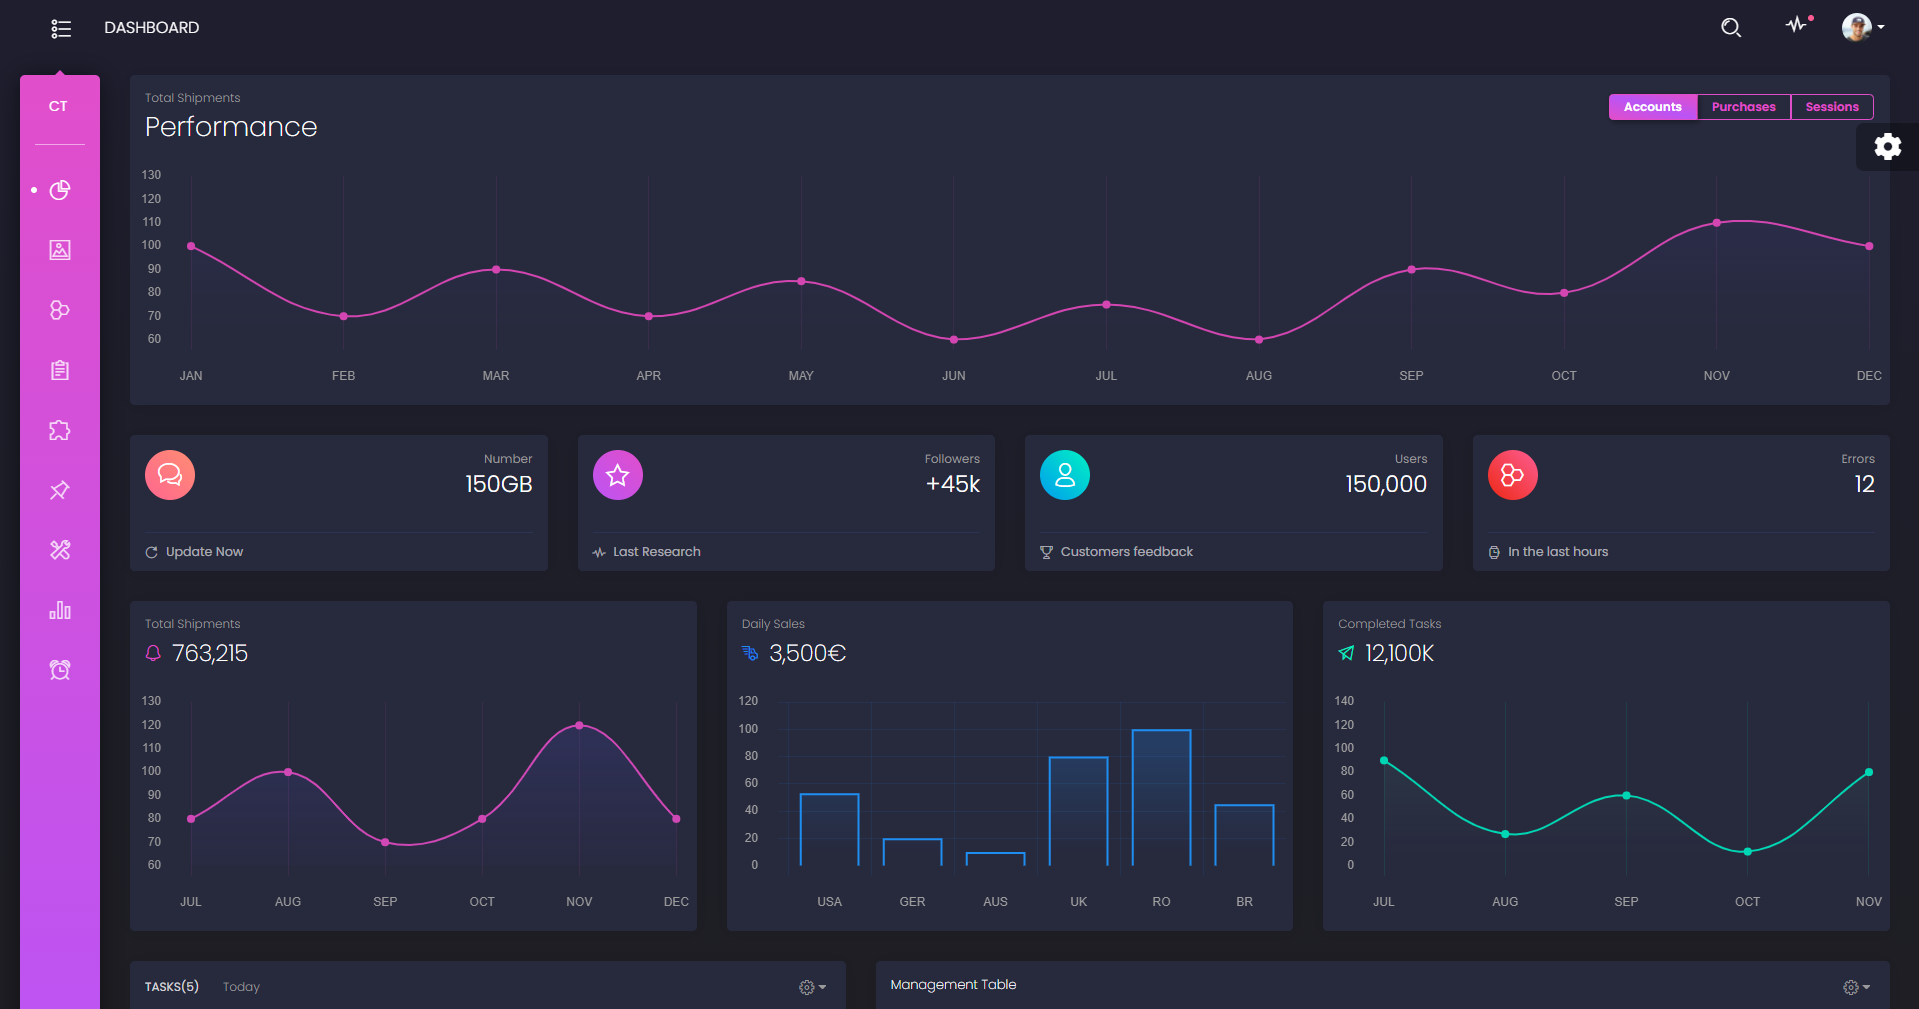 DASHBOARD
CT
Total Shipments
Performance
Accounts Purchases Sessions
130
120
110
100
90
80
70
60
JAN FEB MAR APR MAY JUN JUL AUG SEP OCT NOV DEC
Number
150GB
Update Now
Followers
+45k
Last Research
Users
150,000
Customers feedback
Errors
12
In the last hours
Total Shipments
763,215
130
120
110
100
90
80
70
60
JUL AUG SEP OCT NOV DEC
Daily Sales
3,500€
120
100
80
60
40
20
0
USA GER AUS UK RO BR
Completed Tasks
12,100K
140
120
100
80
60
40
20
0
JUL AUG SEP OCT NOV
TASKS(5) Today
Management Table